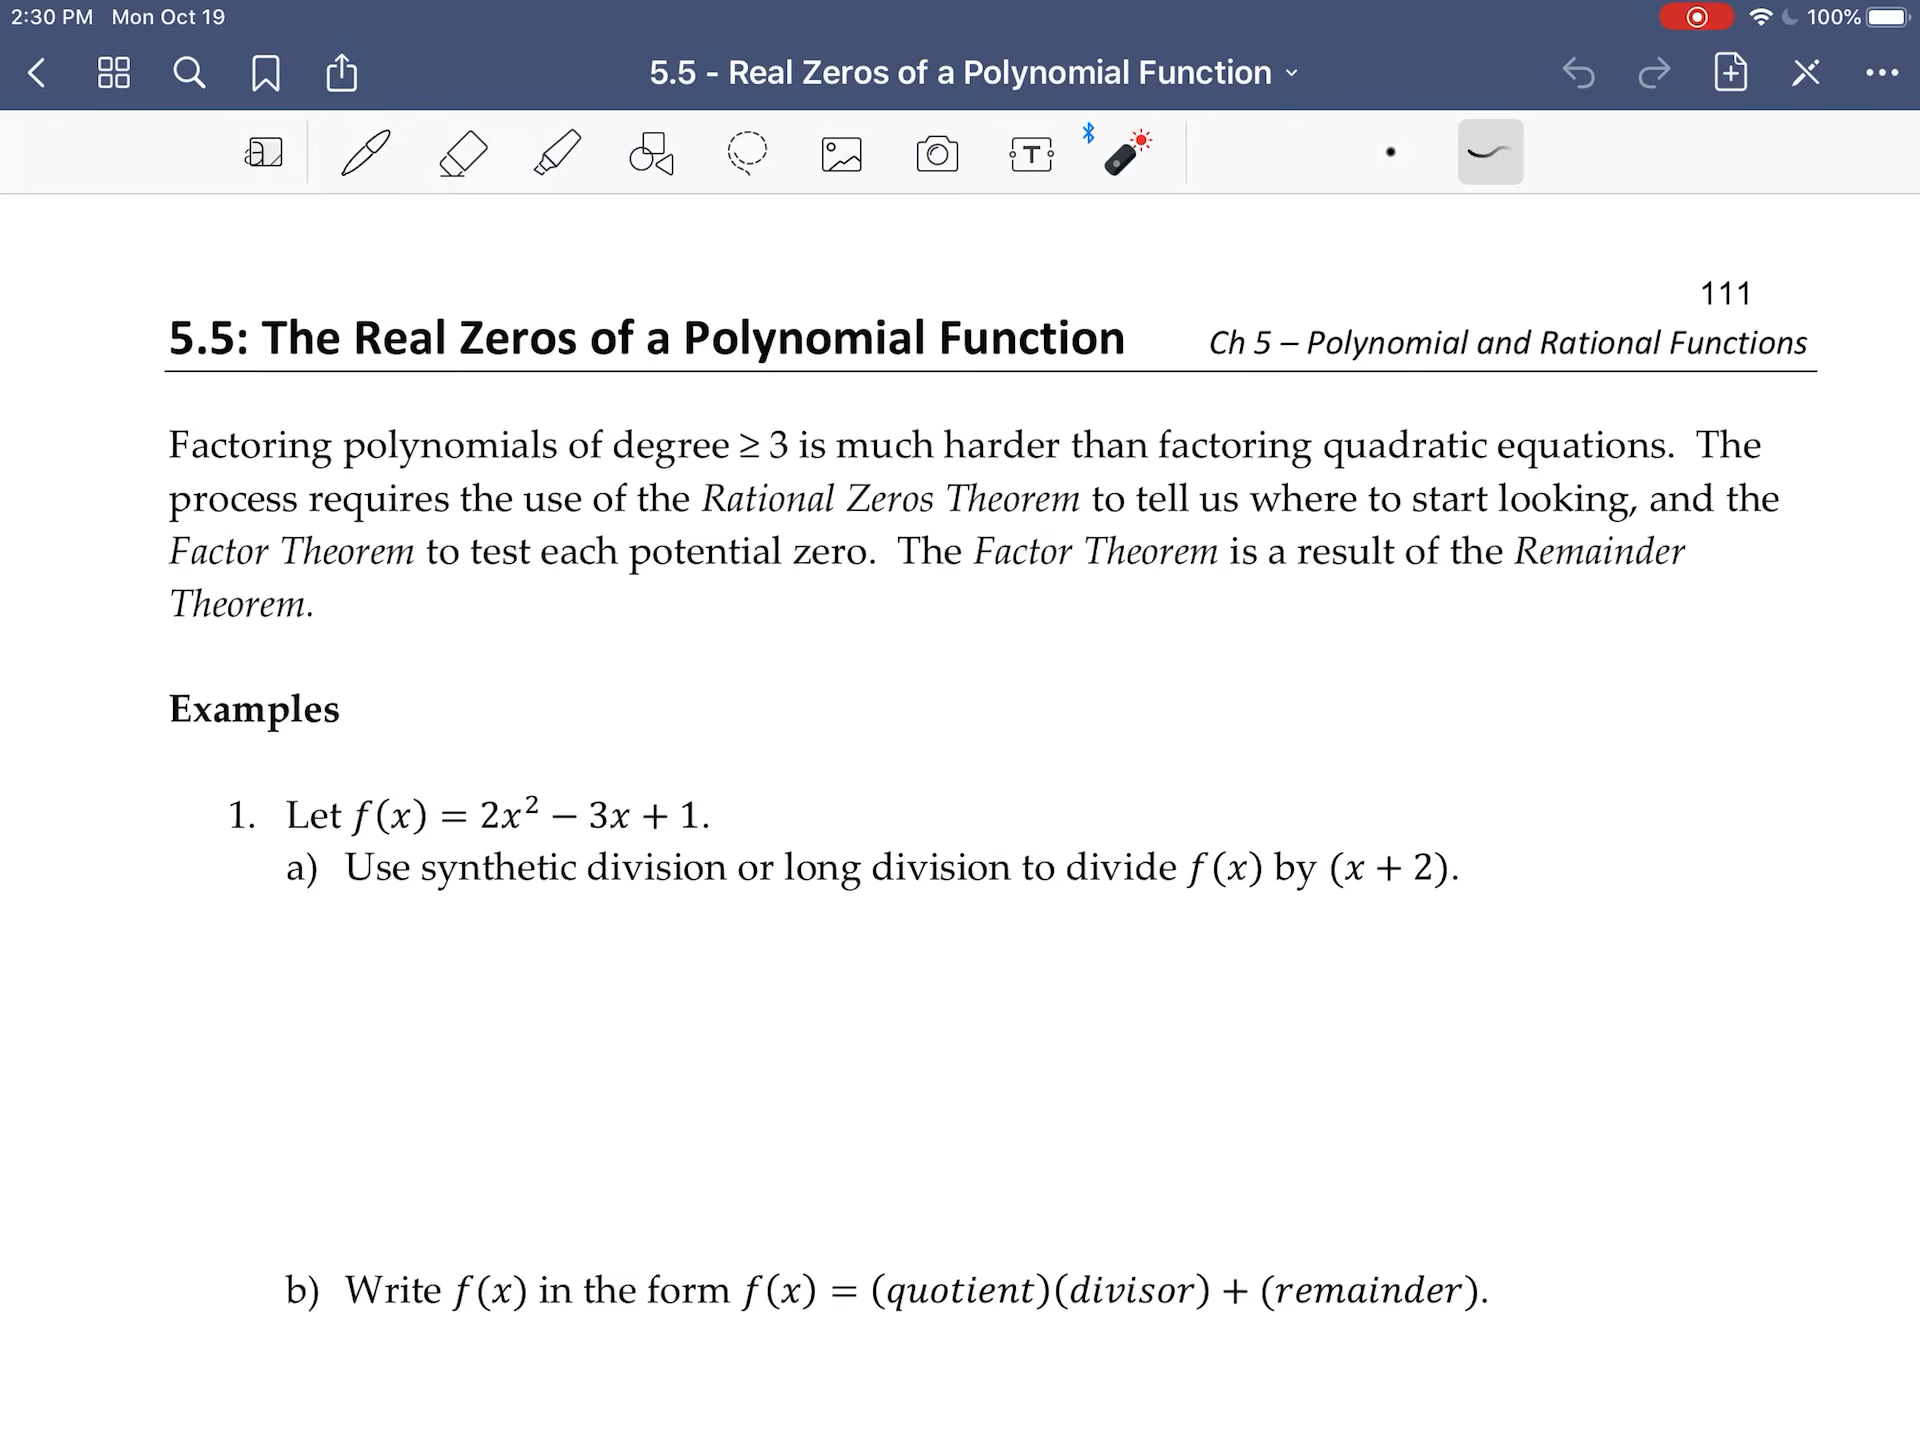 2:30 PM Mon Oct 19
100%
5.5 - Real Zeros of a Polynomial Function
111
5.5: The Real Zeros of a Polynomial Function Ch 5 – Polynomial and Rational Functions
Factoring polynomials of degree ≥ 3 is much harder than factoring quadratic equations. The
process requires the use of the Rational Zeros Theorem to tell us where to start looking, and the
Factor Theorem to test each potential zero. The Factor Theorem is a result of the Remainder
Theorem.
Examples
1. Let f(x) = 2x² − 3x + 1.
a) Use synthetic division or long division to divide f(x) by (x + 2).
b) Write f(x) in the form f(x) = (quotient)(divisor) + (remainder).